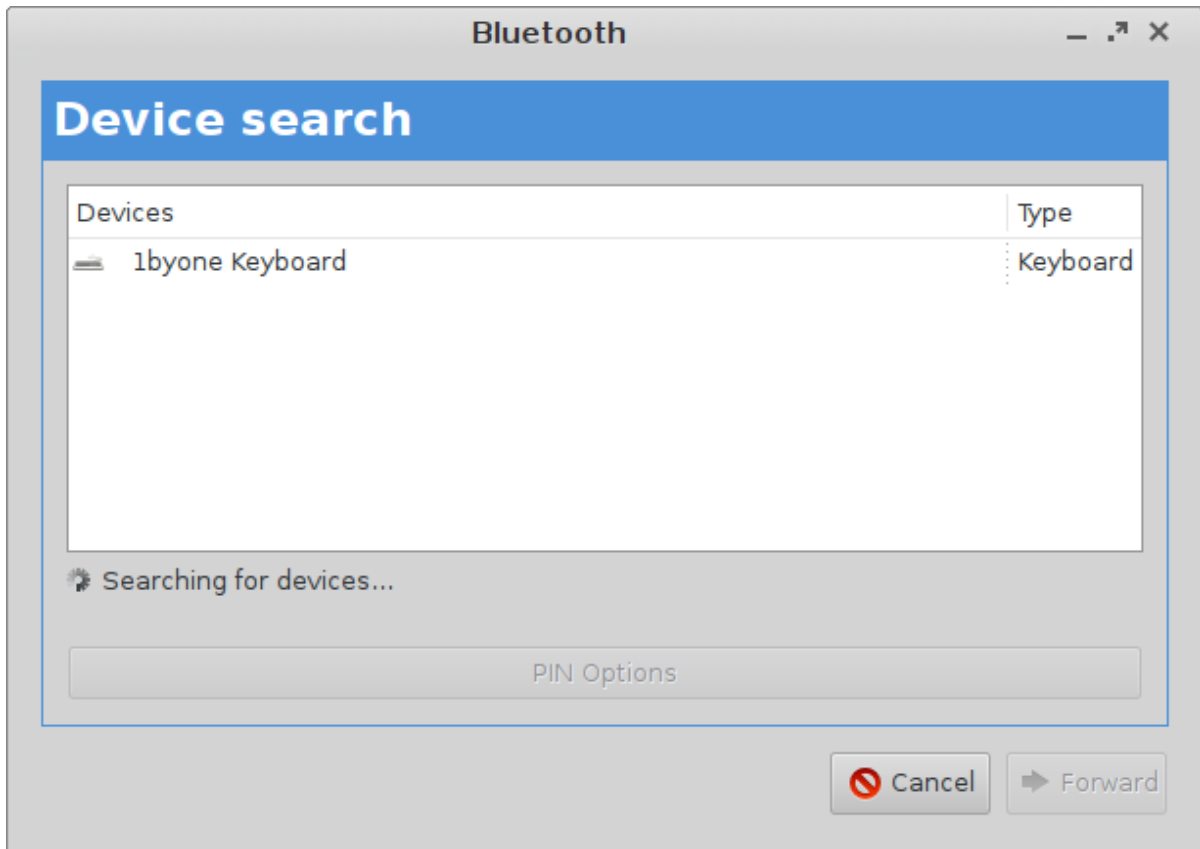 Bluetooth
Device search
Devices Type
1byone Keyboard Keyboard
Searching for devices...
PIN Options
Cancel Forward